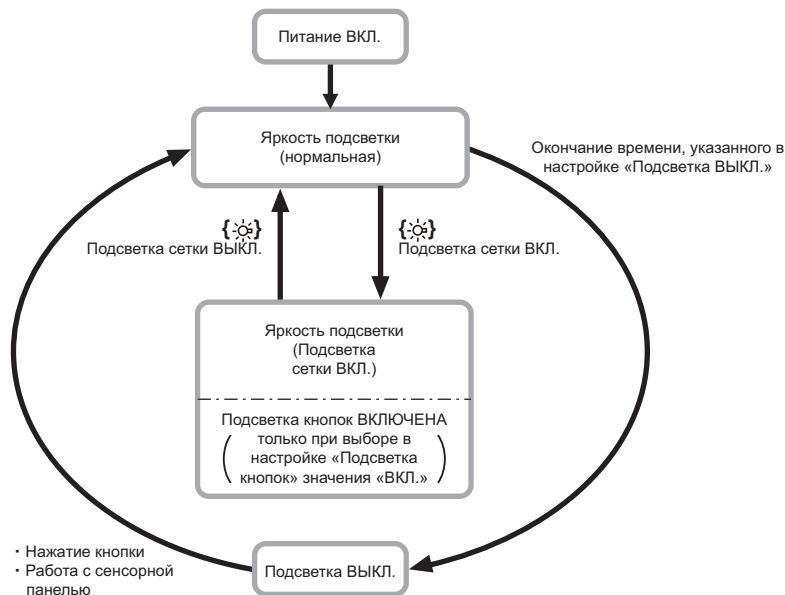 Питание ВКЛ.
Яркость подсветки
(нормальная)
Окончание времени, указанного в
настройке «Подсветка ВЫКЛ.»
Подсветка сетки ВЫКЛ.
Подсветка сетки ВКЛ.
Яркость подсветки
(Подсветка
сетки ВКЛ.)
Подсветка кнопок ВКЛЮЧЕНА
(только при выборе в
настройке «Подсветка
кнопок» значения «ВКЛ.»)
・Нажатие кнопки
・Работа с сенсорной
панелью
Подсветка ВЫКЛ.